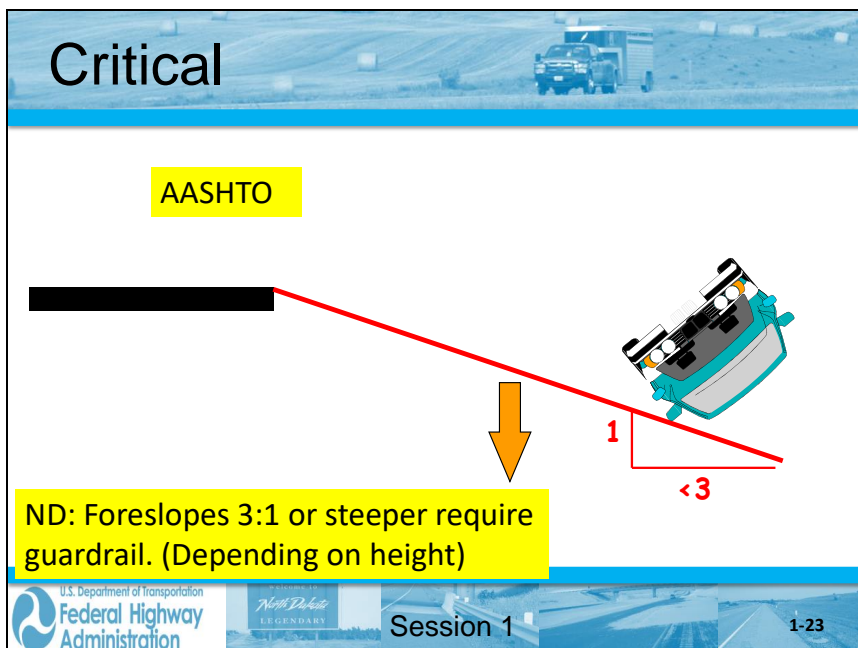 Critical
AASHTO
1
<3
ND: Foreslopes 3:1 or steeper require
guardrail. (Depending on height)
U.S. Department of Transportation
Federal Highway
Administration
North Dakota
LEGENDARY
Session 1
1-23